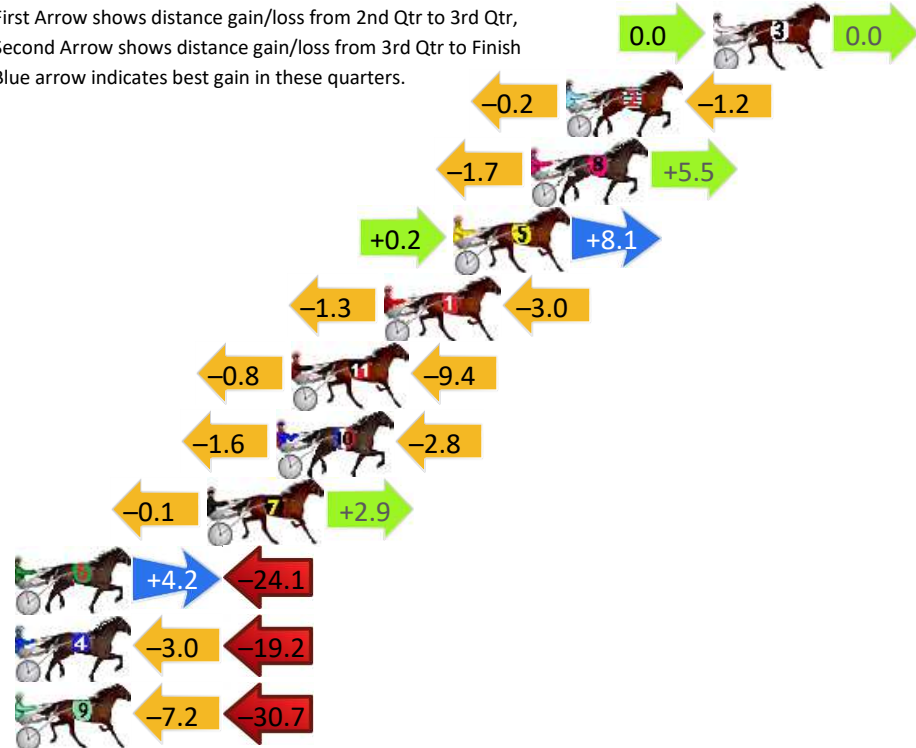 First Arrow shows distance gain/loss from 2nd Qtr to 3rd Qtr,
Second Arrow shows distance gain/loss from 3rd Qtr to Finish
Blue arrow indicates best gain in these quarters.
0.0 3 0.0
–0.2 2 –1.2
–1.7 8 +5.5
+0.2 5 +8.1
–1.3 1 –3.0
–0.8 11 –9.4
–1.6 10 –2.8
–0.1 7 +2.9
6 +4.2 –24.1
4 –3.0 –19.2
9 –7.2 –30.7